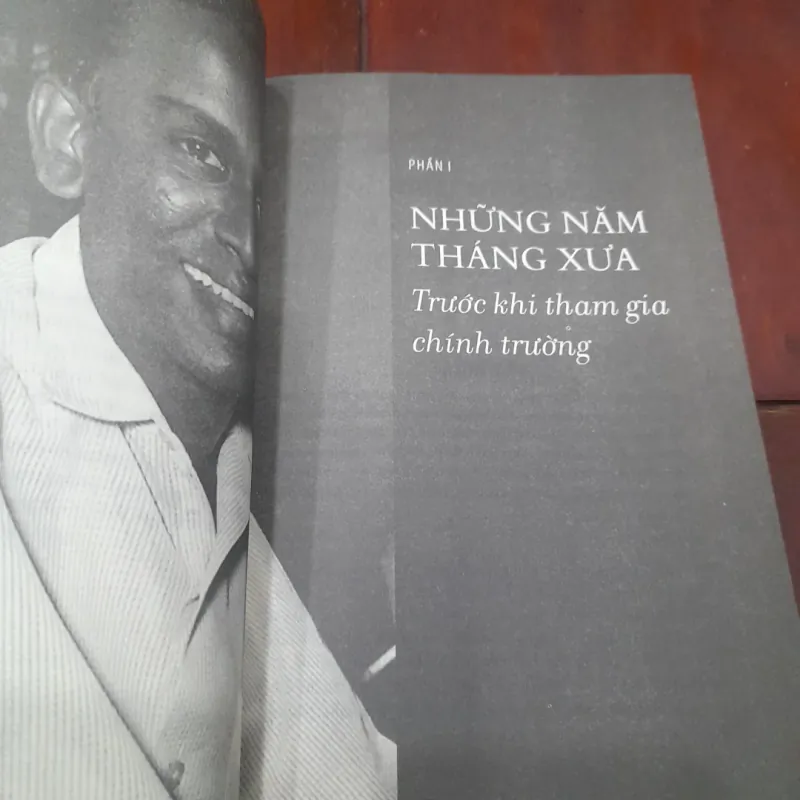 PHẦN I
NHỮNG NĂM
THÁNG XƯA
Trước khi tham gia
chính trường